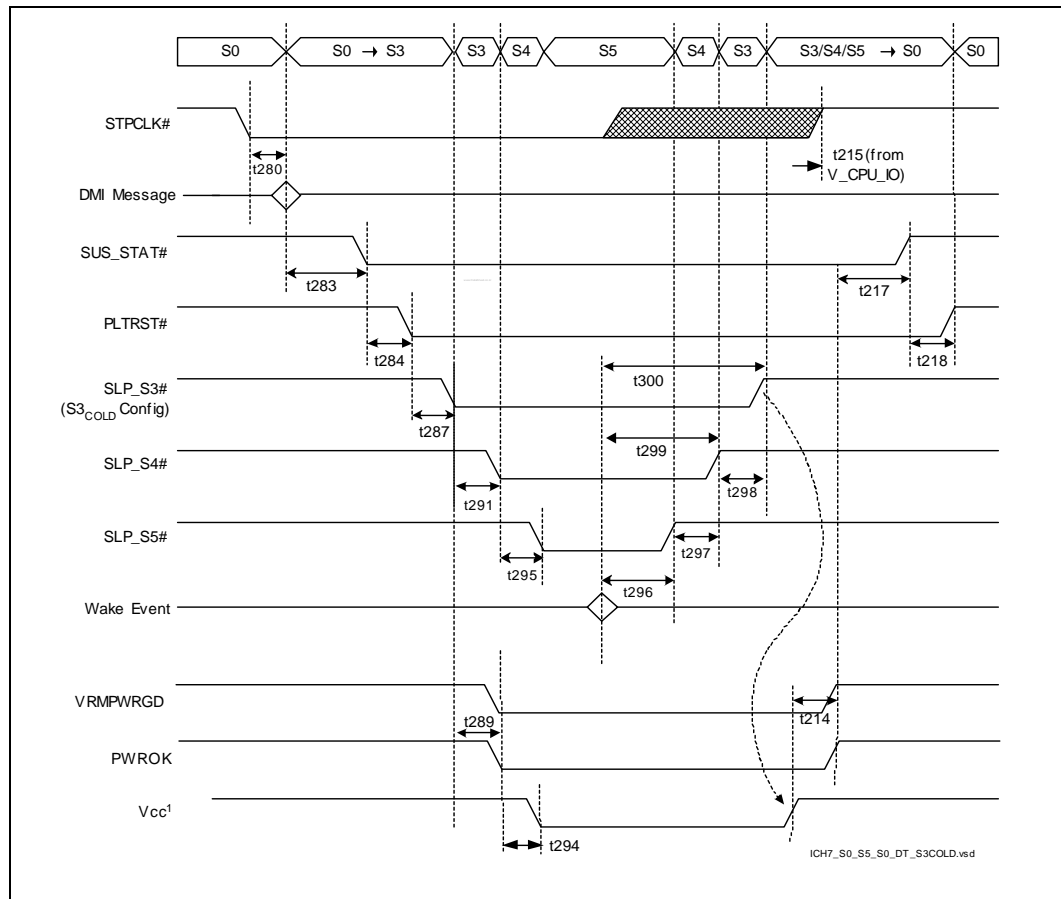 S0 S0 → S3 S3 S4 S5 S4 S3 S3/S4/S5 → S0 S0
STPCLK#
t280
t215 (from
V_CPU_IO)
DMI Message
SUS_STAT#
t283
t217
PLTRST#
t284
t218
SLP_S3#
(S3COLD Config)
t300
t287
SLP_S4#
t299
t291
t298
SLP_S5#
t295
t297
t296
Wake Event
VRMPWRGD
t289
t214
PWROK
Vcc¹
t294
ICH7_S0_S5_S0_DT_S3COLD.vsd